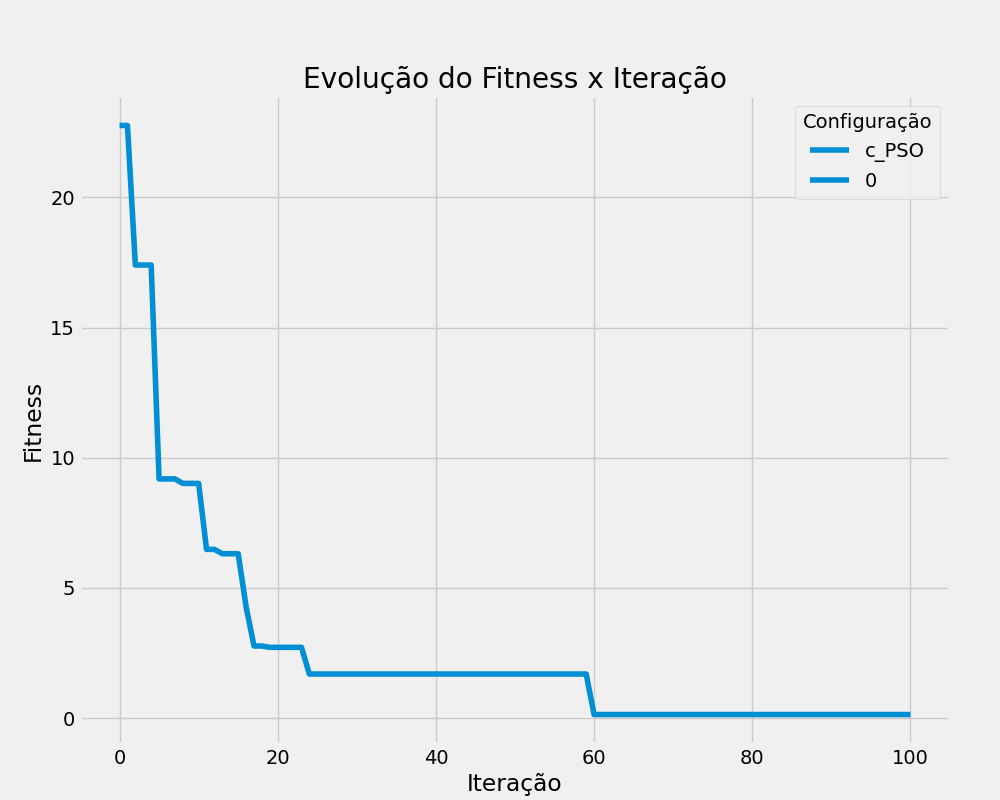 Evolução do Fitness x Iteração
Configuração
c_PSO
0
Fitness
20
15
10
5
0
0 20 40 60 80 100
Iteração